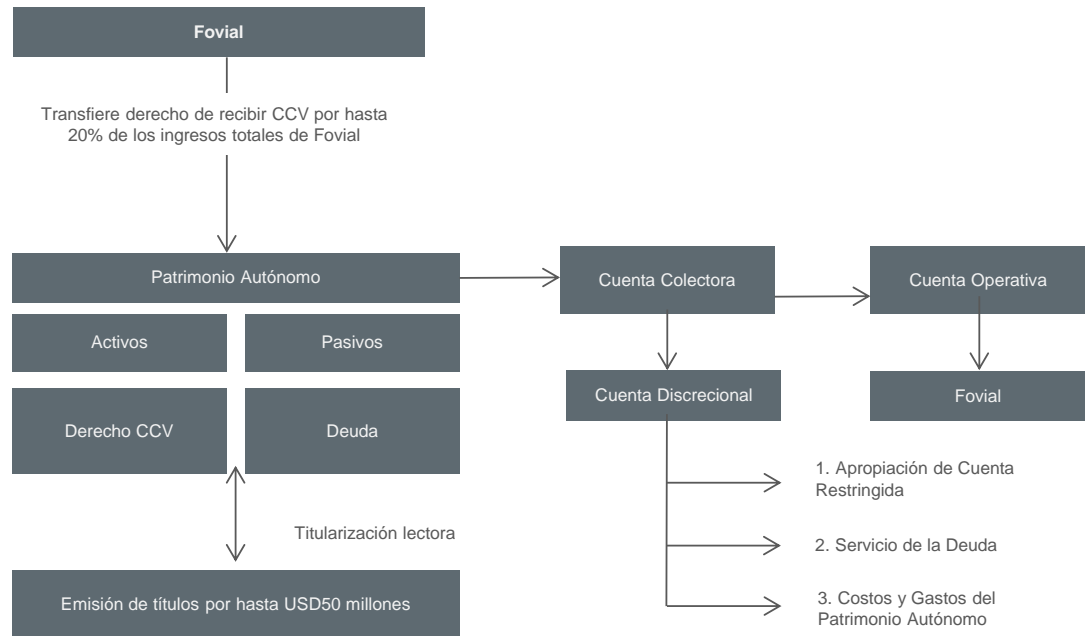 Fovial
Transfiere derecho de recibir CCV por hasta
20% de los ingresos totales de Fovial
Patrimonio Autónomo
Cuenta Colectora
Cuenta Operativa
Activos
Pasivos
Cuenta Discrecional
Fovial
Derecho CCV
Deuda
1. Apropiación de Cuenta
Restringida
Titularización lectora
2. Servicio de la Deuda
Emisión de títulos por hasta USD50 millones
3. Costos y Gastos del
Patrimonio Autónomo